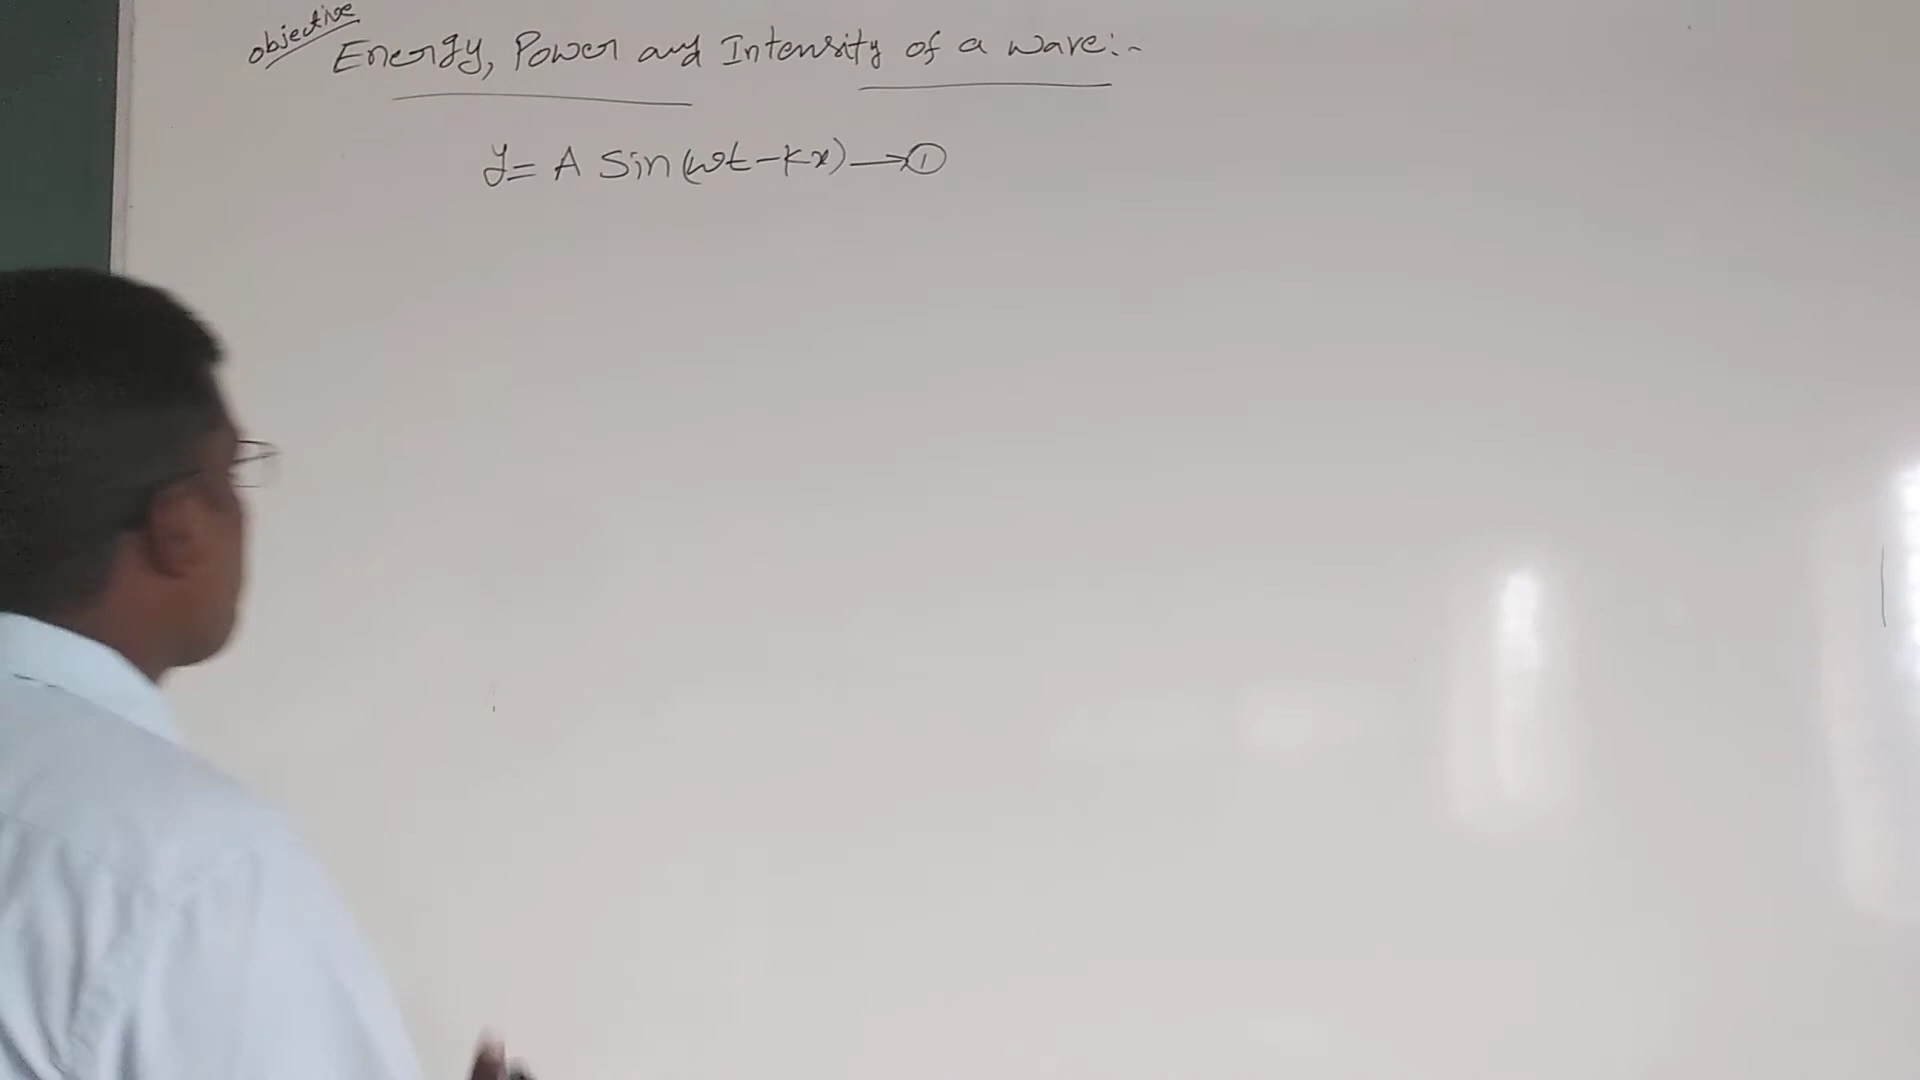 objective
Energy, Power and Intensity of a wave:-
y = A Sin(ωt-kx) → ①